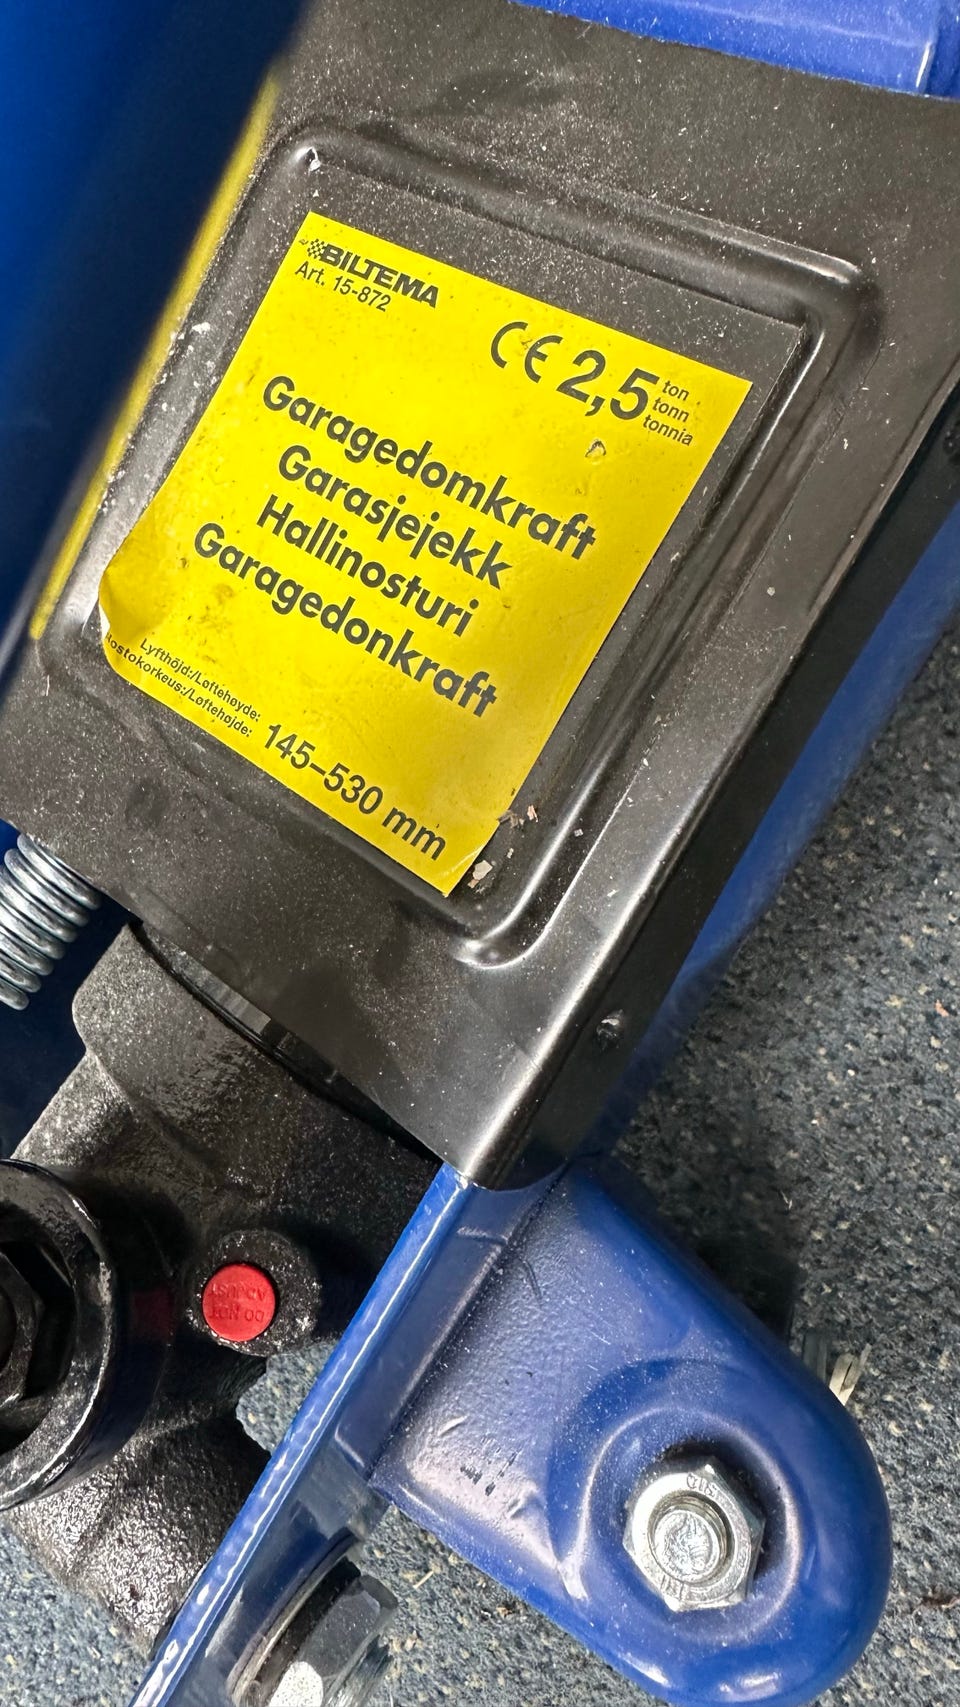 BILTEMA
Art. 15-872
CE 2,5 ton
tonn
tonnia
Garagedomkraft
Garasjejekk
Hallinosturi
Garagedonkraft
Lyfthöjd:/Løftehøyde:
Nostokorkeus:/Løftehøjde:
145–530 mm
DO NOT
ADJUST